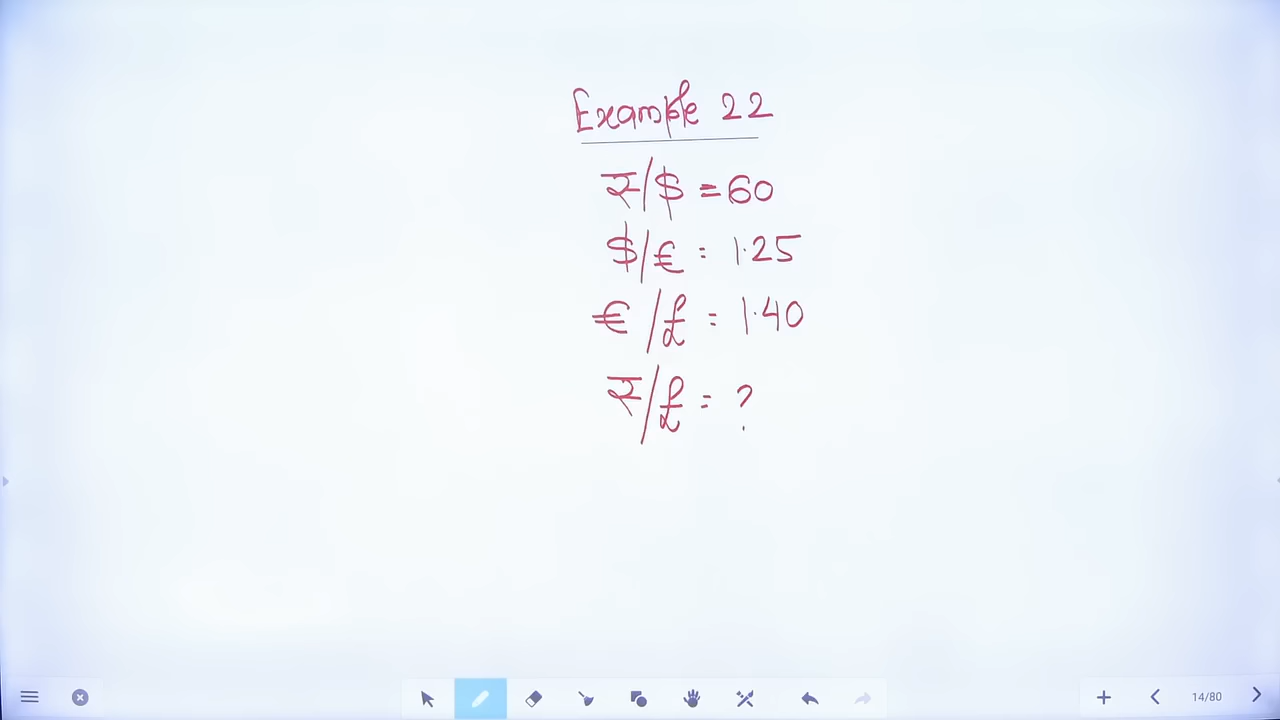 Example 22
₹/$ = 60
$/€ = 1.25
€/£ = 1.40
₹/£ = ?
14/80